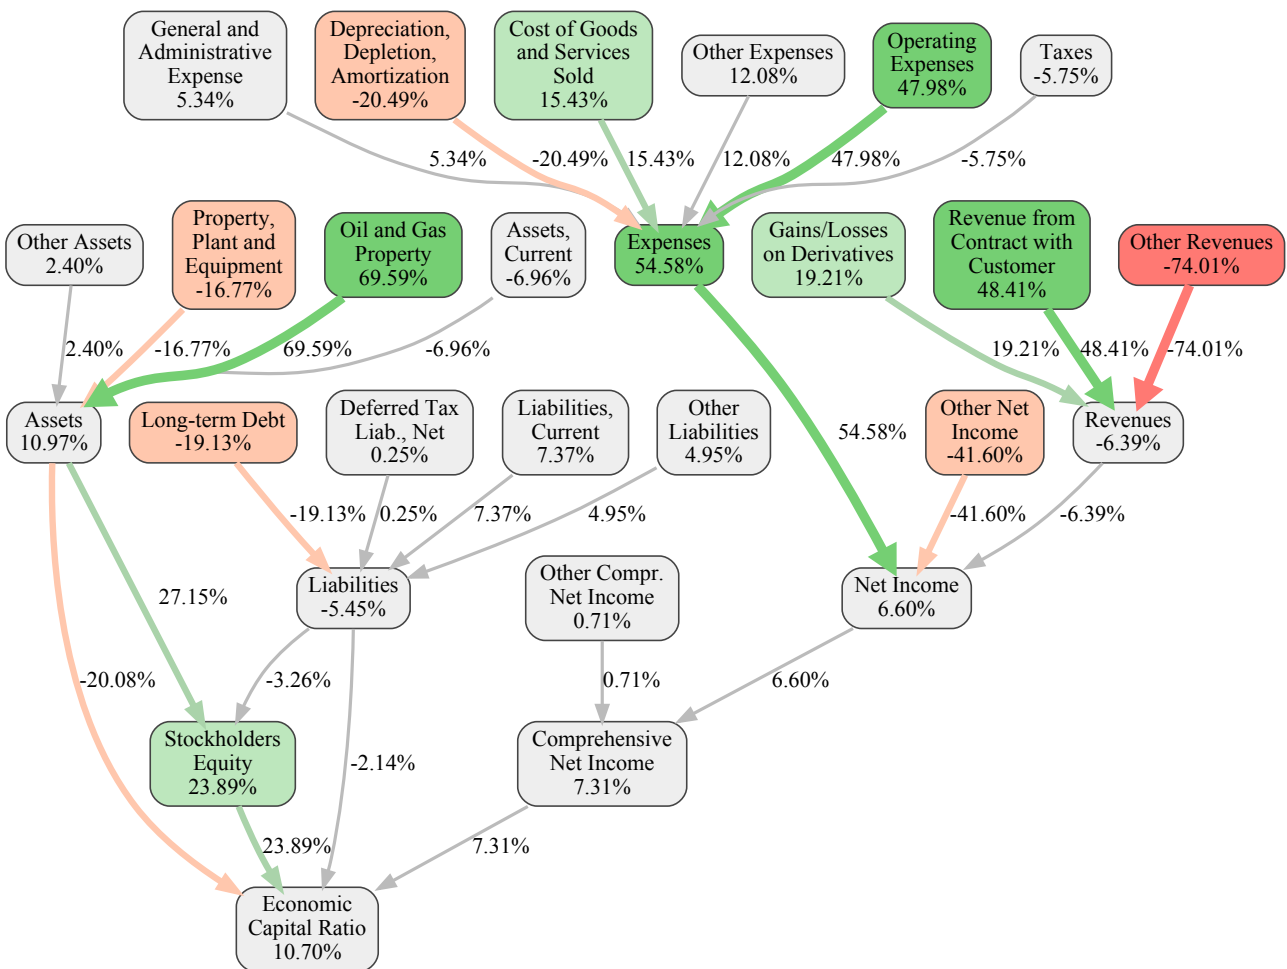 General and
Administrative
Expense
5.34%
Depreciation,
Depletion,
Amortization
-20.49%
Cost of Goods
and Services
Sold
15.43%
Other Expenses
12.08%
Operating
Expenses
47.98%
Taxes
-5.75%
5.34%
-20.49%
15.43%
12.08%
47.98%
-5.75%
Other Assets
2.40%
Property,
Plant and
Equipment
-16.77%
Oil and Gas
Property
69.59%
Assets,
Current
-6.96%
Expenses
54.58%
Gains/Losses
on Derivatives
19.21%
Revenue from
Contract with
Customer
48.41%
Other Revenues
-74.01%
2.40%
-16.77%
69.59%
-6.96%
19.21%
48.41%
-74.01%
Assets
10.97%
Long-term Debt
-19.13%
Deferred Tax
Liab., Net
0.25%
Liabilities,
Current
7.37%
Other
Liabilities
4.95%
54.58%
Other Net
Income
-41.60%
Revenues
-6.39%
-19.13%
0.25%
7.37%
4.95%
-41.60%
-6.39%
27.15%
Liabilities
-5.45%
Other Compr.
Net Income
0.71%
Net Income
6.60%
-20.08%
-3.26%
0.71%
6.60%
Stockholders
Equity
23.89%
-2.14%
Comprehensive
Net Income
7.31%
23.89%
7.31%
Economic
Capital Ratio
10.70%